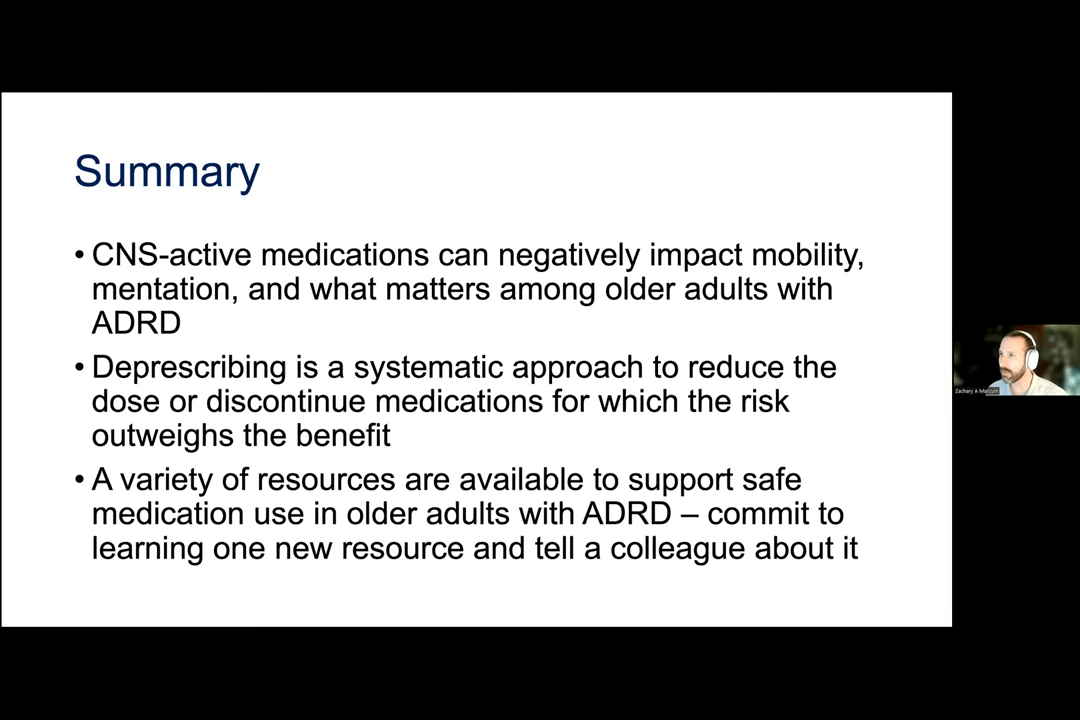 Summary
• CNS-active medications can negatively impact mobility,
mentation, and what matters among older adults with
ADRD
• Deprescribing is a systematic approach to reduce the
dose or discontinue medications for which the risk
outweighs the benefit
• A variety of resources are available to support safe
medication use in older adults with ADRD – commit to
learning one new resource and tell a colleague about it
Zachary A Marcum